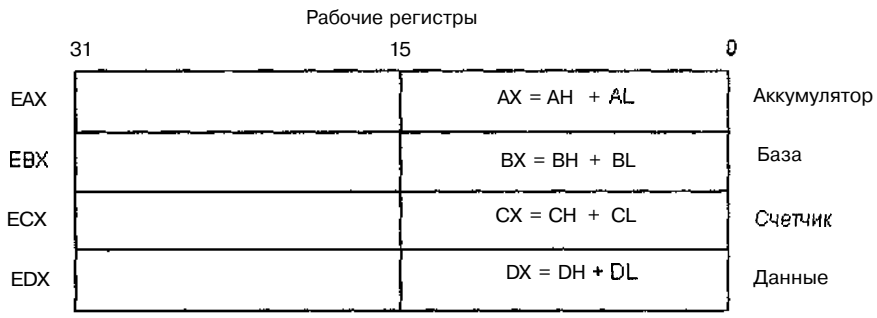 Рабочие регистры
31 15 0
EAX AX = AH + AL Аккумулятор
EBX BX = BH + BL База
ECX CX = CH + CL Счетчик
EDX DX = DH + DL Данные